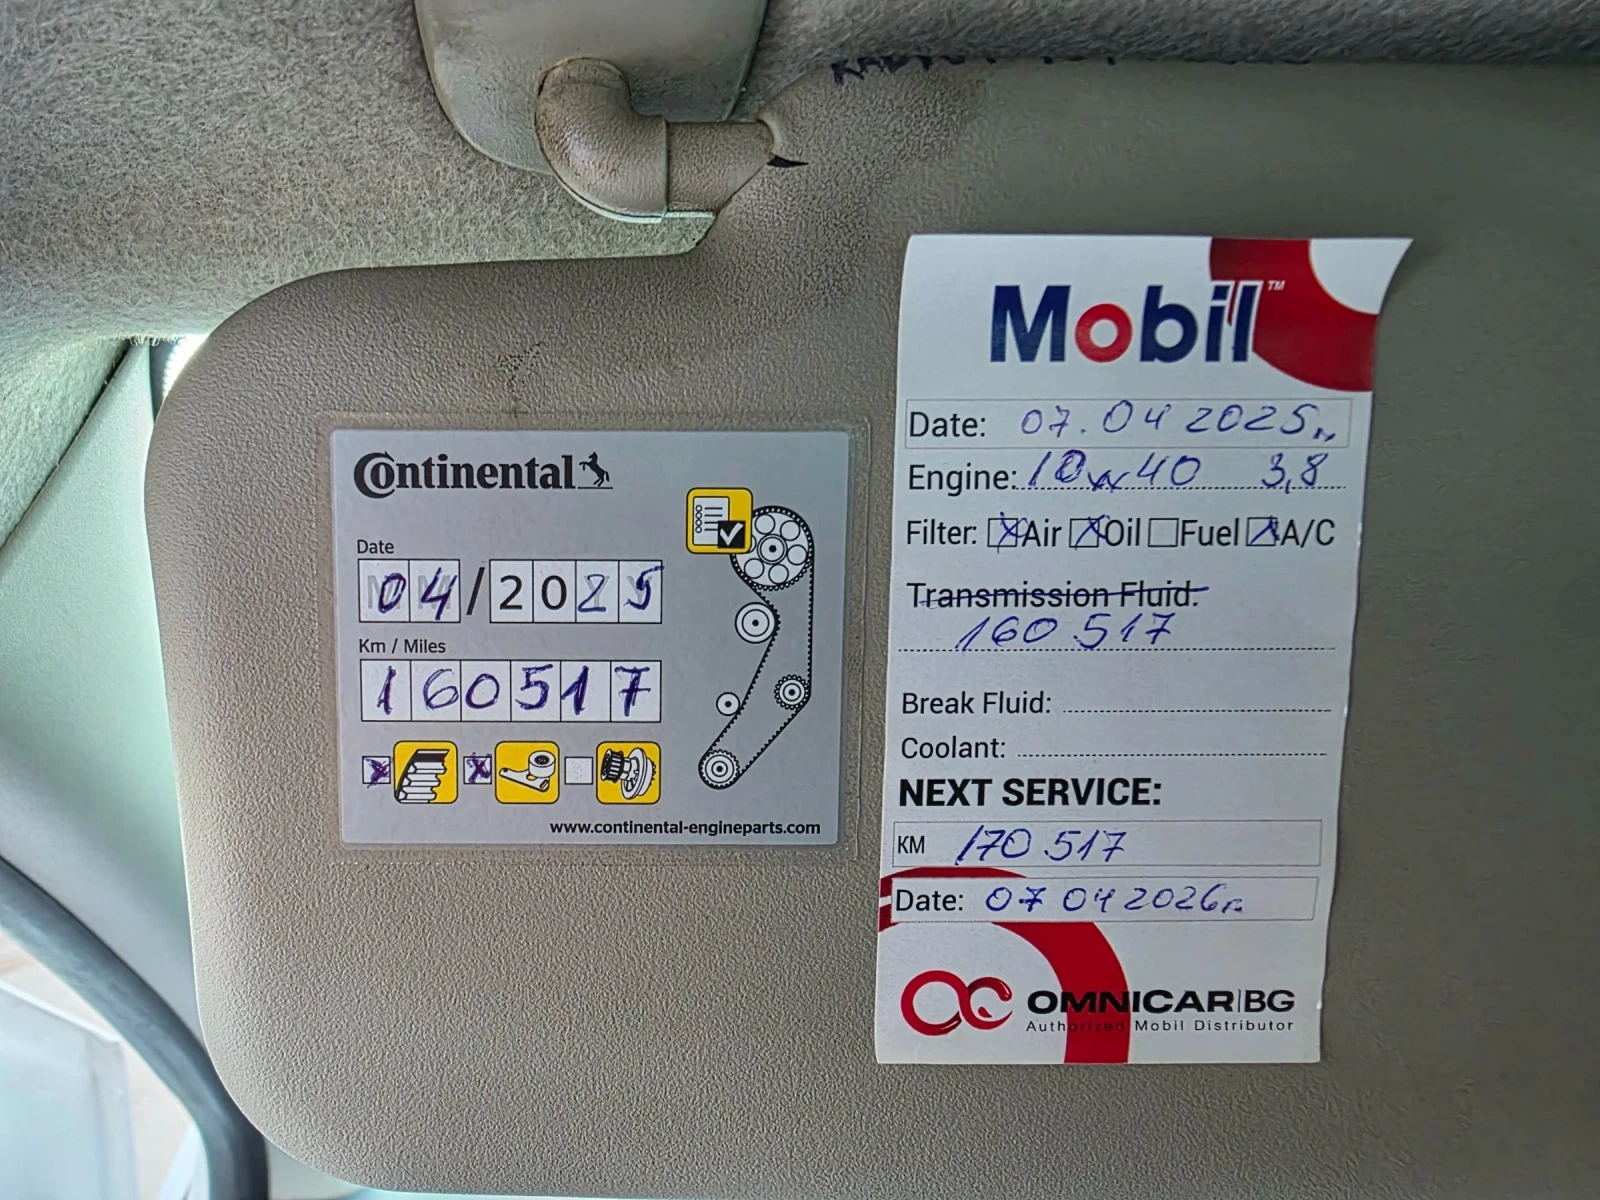 Continental
Date
04/2025
Km / Miles
160517
www.continental-engineparts.com
Mobil™
Date: 07.04 2025г.
Engine: 10w40 3,8
Filter: ☒Air ☒Oil ☐Fuel ☒A/C
Transmission Fluid:
160 517
Break Fluid:
Coolant:
NEXT SERVICE:
KM 170.517
Date: 07 04 2026г.
OMNICAR|BG
Authorized Mobil Distributor